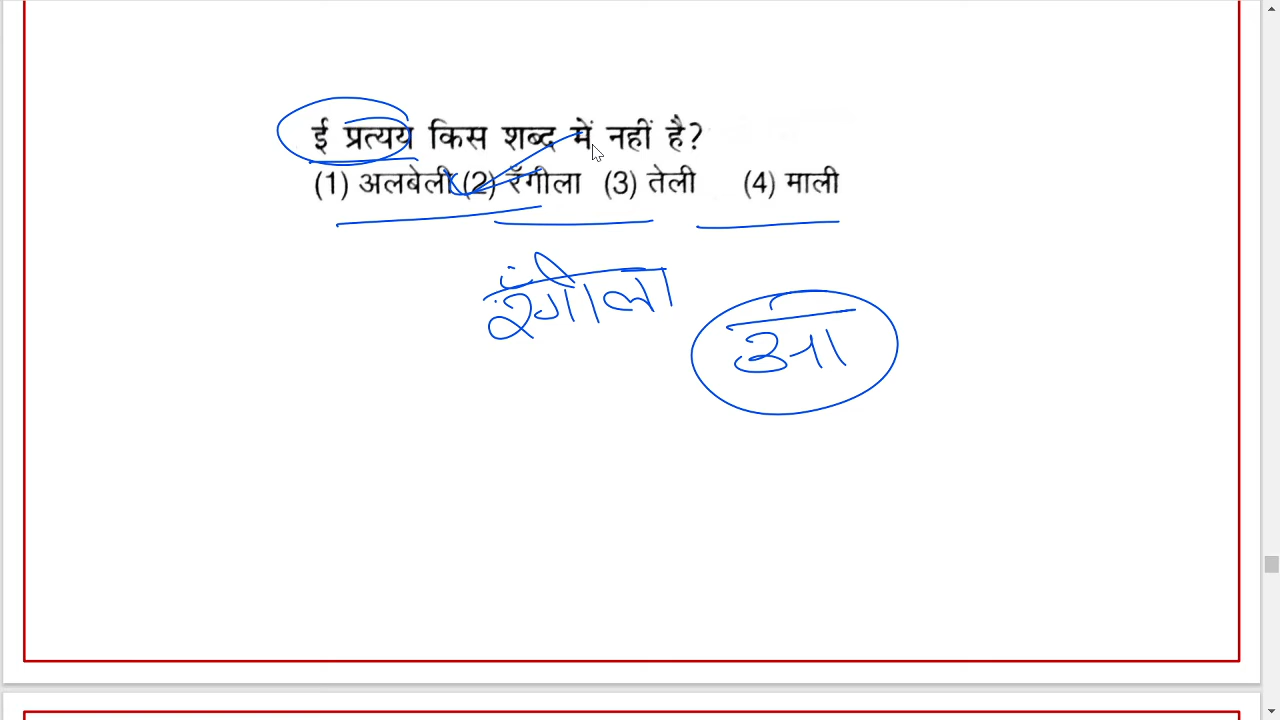 ई प्रत्यय किस शब्द में नहीं है?
(1) अलबेली (2) रँगीला (3) तेली (4) माली
रंगीला
आ